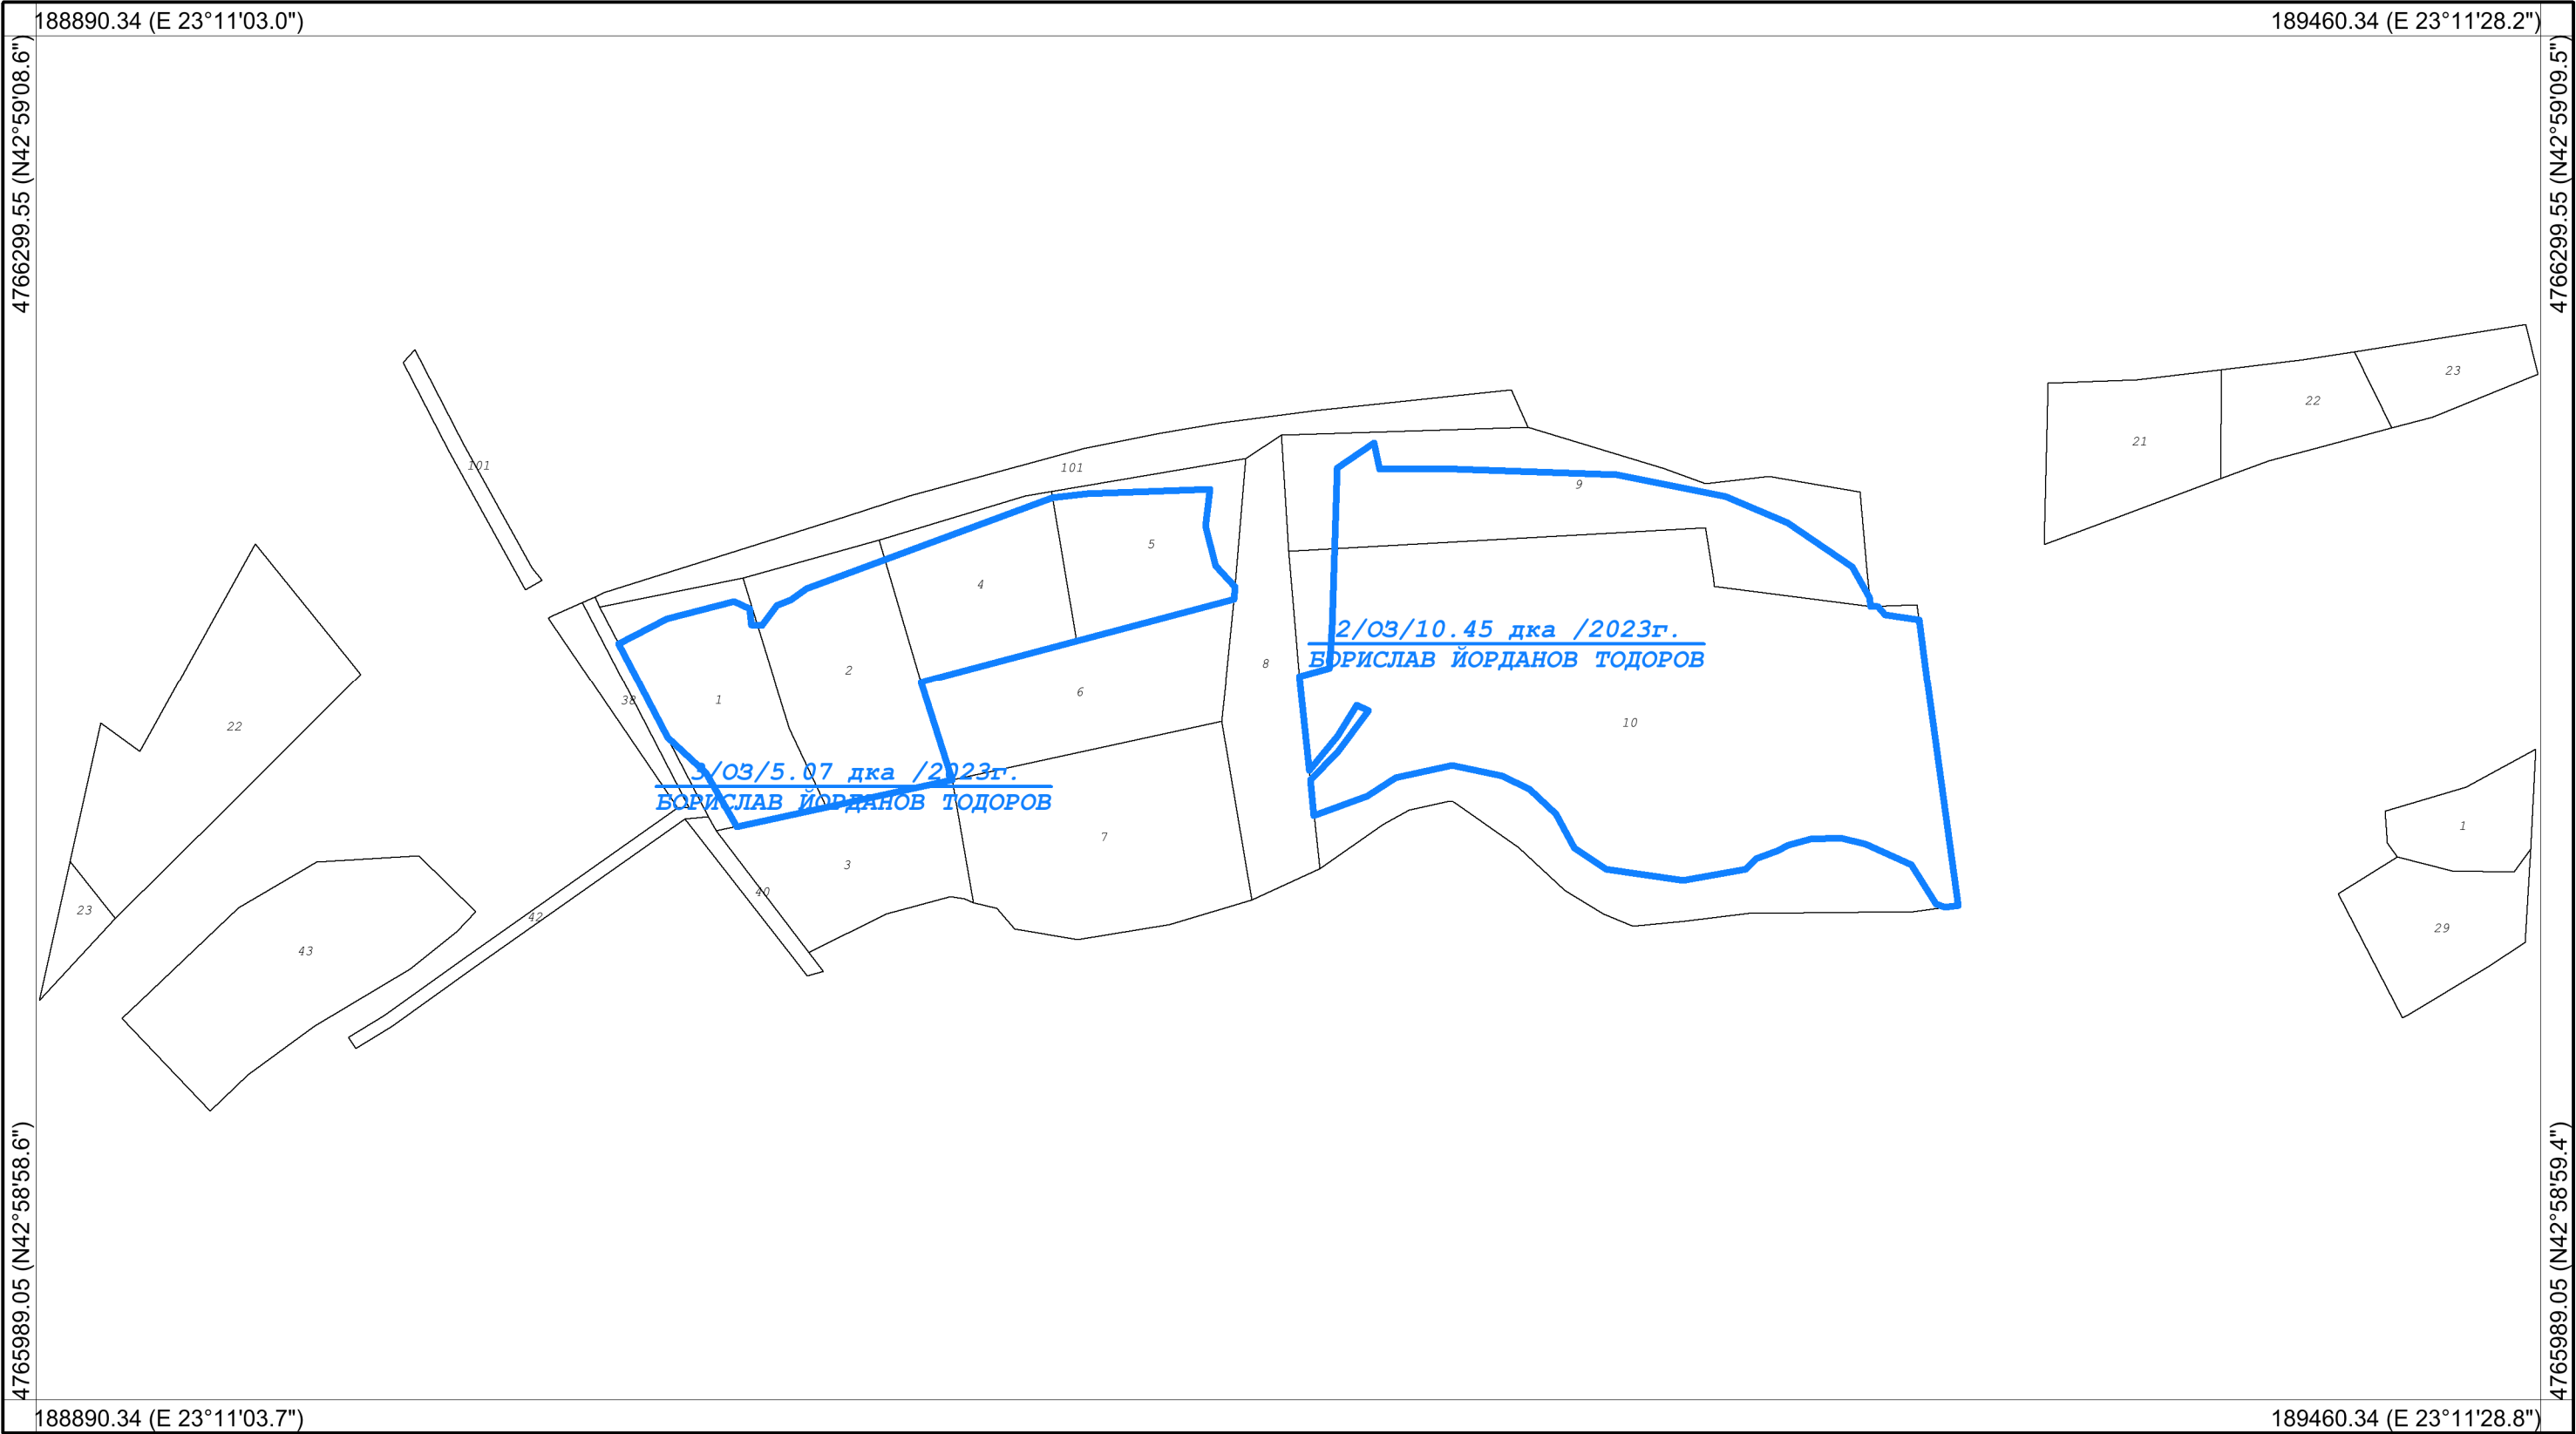 188890.34 (E 23°11'03.0")
189460.34 (E 23°11'28.2")
4766299.55 (N42°59'08.6")
4766299.55 (N42°59'09.5")
23
22
21
101
101
9
5
4
2/ОЗ/10.45 дка /2023г.
БОРИСЛАВ ЙОРДАНОВ ТОДОРОВ
8
2
6
38
1
10
22
3/ОЗ/5.07 дка /2023г.
БОРИСЛАВ ЙОРДАНОВ ТОДОРОВ
1
7
3
40
23
42
29
43
4765989.05 (N42°58'58.6")
4765989.05 (N42°58'59.4")
188890.34 (E 23°11'03.7")
189460.34 (E 23°11'28.8")